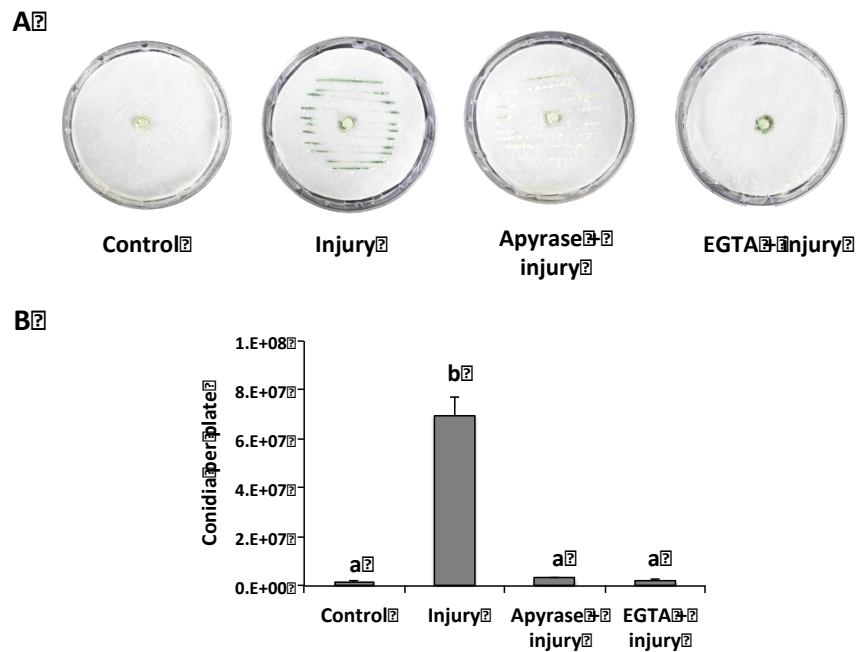 A⍰
Control⍰
Injury⍰
Apyrase⍰+⍰
injury⍰
EGTA⍰+⍰injury⍰
B⍰
Conidia⍰per⍰plate⍰
1.E+08⍰
8.E+07⍰
6.E+07⍰
4.E+07⍰
2.E+07⍰
0.E+00⍰
a⍰
b⍰
a⍰
a⍰
Control⍰
Injury⍰
Apyrase⍰+⍰
injury⍰
EGTA⍰+⍰
injury⍰